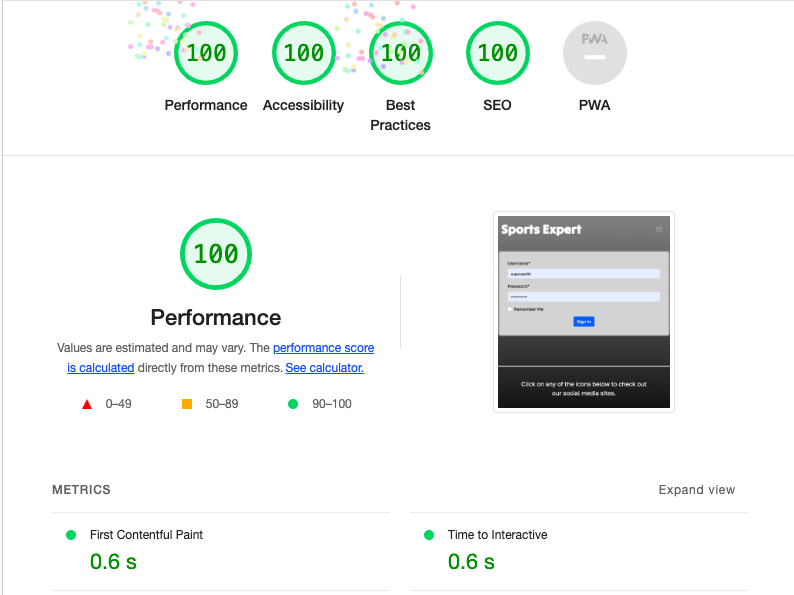 100
100
100
100
PWA
Performance
Accessibility
Best
Practices
SEO
PWA
100
Performance
Values are estimated and may vary. The performance score
is calculated directly from these metrics. See calculator.
0–49
50–89
90–100
Sports Expert
Username*
Password*
Remember Me
Sign In
Click on any of the icons below to check out
our social media sites.
METRICS
Expand view
First Contentful Paint
0.6 s
Time to Interactive
0.6 s